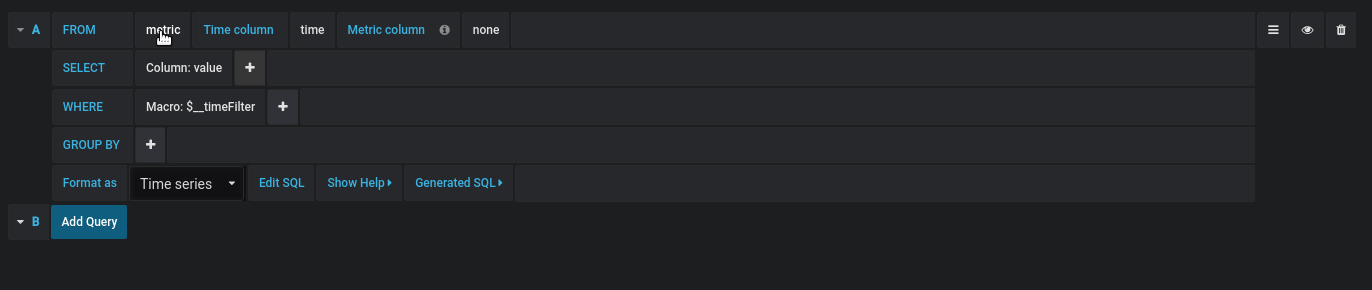 A FROM metric Time column time Metric column none
SELECT Column: value +
WHERE Macro: $__timeFilter +
GROUP BY +
Format as Time series Edit SQL Show Help Generated SQL
B Add Query